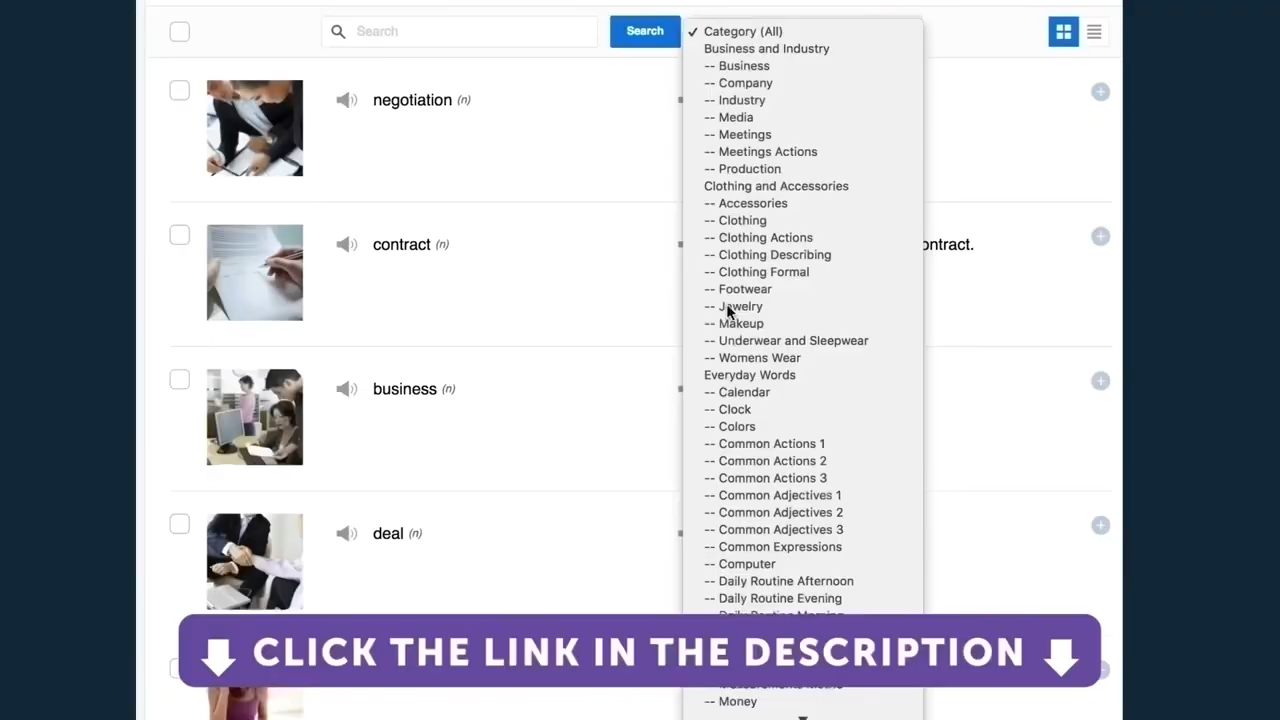 Search
Search
✓ Category (All)
Business and Industry
-- Business
-- Company
-- Industry
-- Media
-- Meetings
-- Meetings Actions
-- Production
Clothing and Accessories
-- Accessories
-- Clothing
-- Clothing Actions
-- Clothing Describing
-- Clothing Formal
-- Footwear
-- Jewelry
-- Makeup
-- Underwear and Sleepwear
-- Womens Wear
Everyday Words
-- Calendar
-- Clock
-- Colors
-- Common Actions 1
-- Common Actions 2
-- Common Actions 3
-- Common Adjectives 1
-- Common Adjectives 2
-- Common Adjectives 3
-- Common Expressions
-- Computer
-- Daily Routine Afternoon
-- Daily Routine Evening
-- Money
negotiation (n)
contract (n)
ontract.
business (n)
deal (n)
CLICK THE LINK IN THE DESCRIPTION